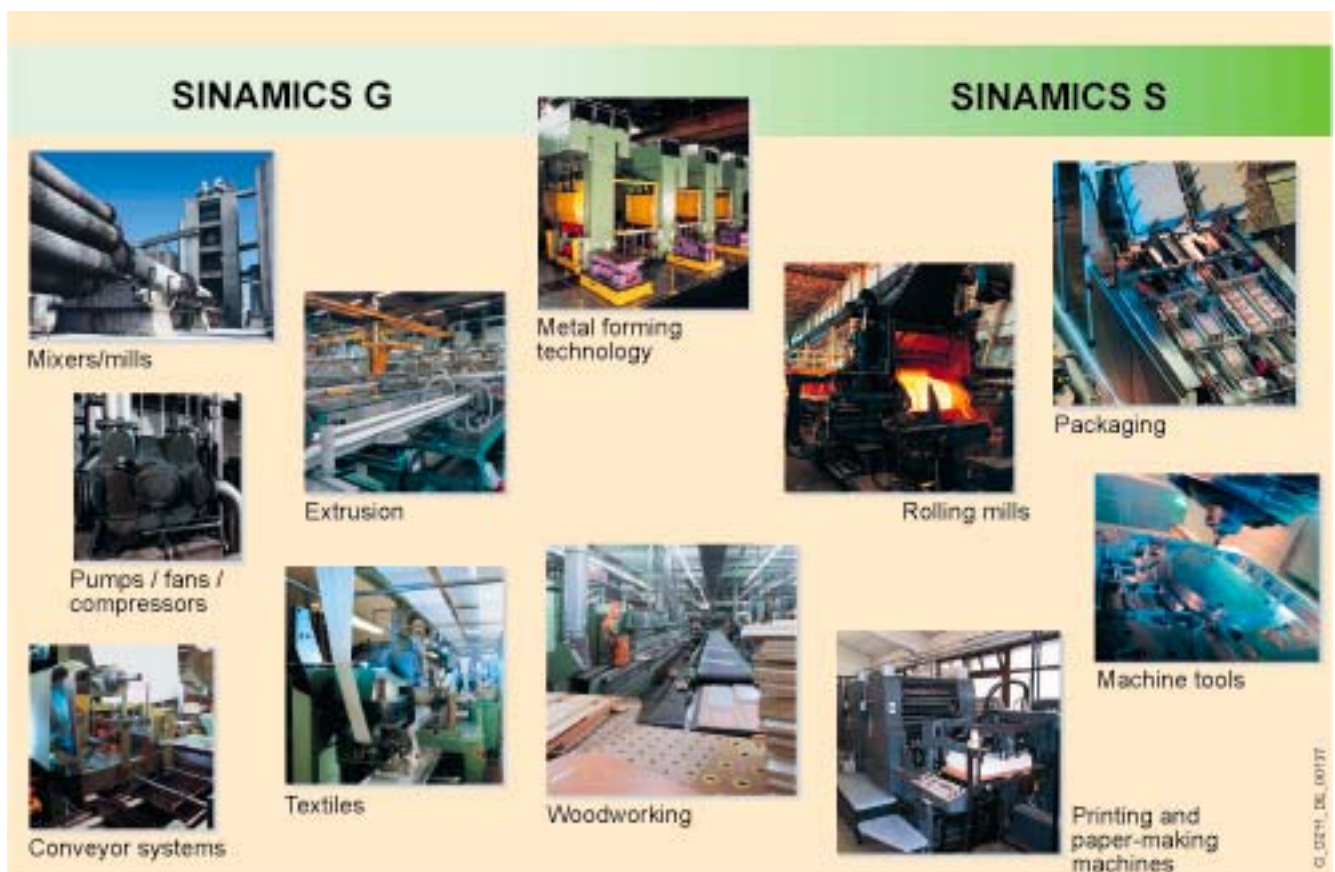 SINAMICS G
SINAMICS S
Mixers/mills
Metal forming
technology
Packaging
Extrusion
Rolling mills
Pumps / fans /
compressors
Machine tools
Textiles
Woodworking
Printing and
paper-making
machines
Conveyor systems